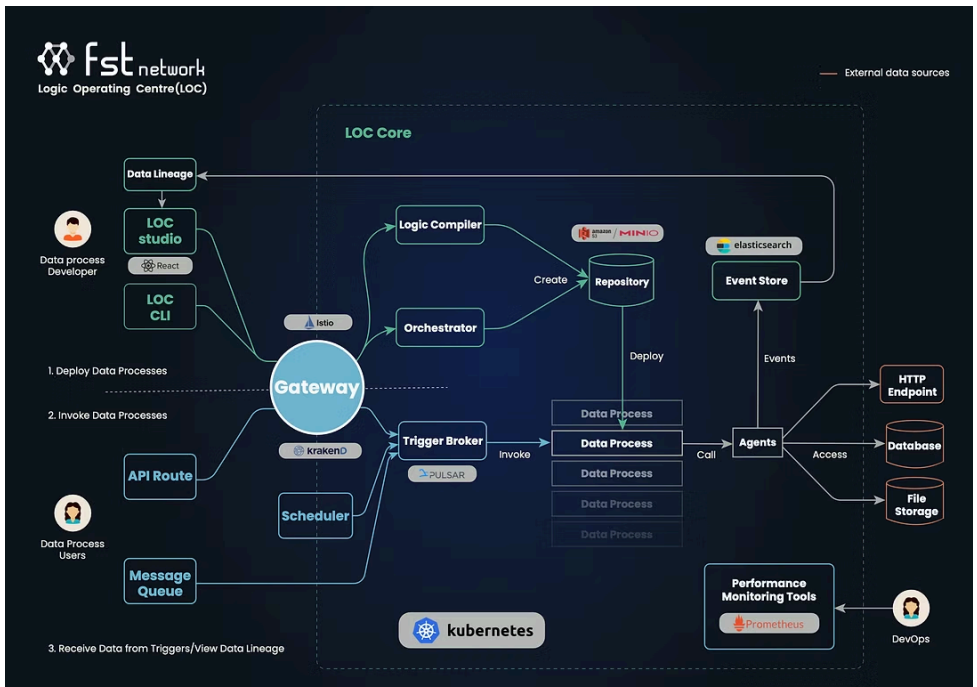 fst network
Logic Operating Centre(LOC)
External data sources
LOC Core
Data Lineage
LOC
studio
React
Data process
Developer
LOC
CLI
1. Deploy Data Processes
Logic Compiler
Orchestrator
Istio
Gateway
krakenD
amazon
S3
/
MINIO
Create
Repository
Deploy
elasticsearch
Event Store
Events
2. Invoke Data Processes
API Route
Data Process
Users
Message
Queue
Scheduler
Trigger Broker
PULSAR
Invoke
Data Process
Data Process
Data Process
Data Process
Data Process
Call
Agents
Access
HTTP
Endpoint
Database
File
Storage
Performance
Monitoring Tools
Prometheus
DevOps
kubernetes
3. Receive Data from Triggers/View Data Lineage